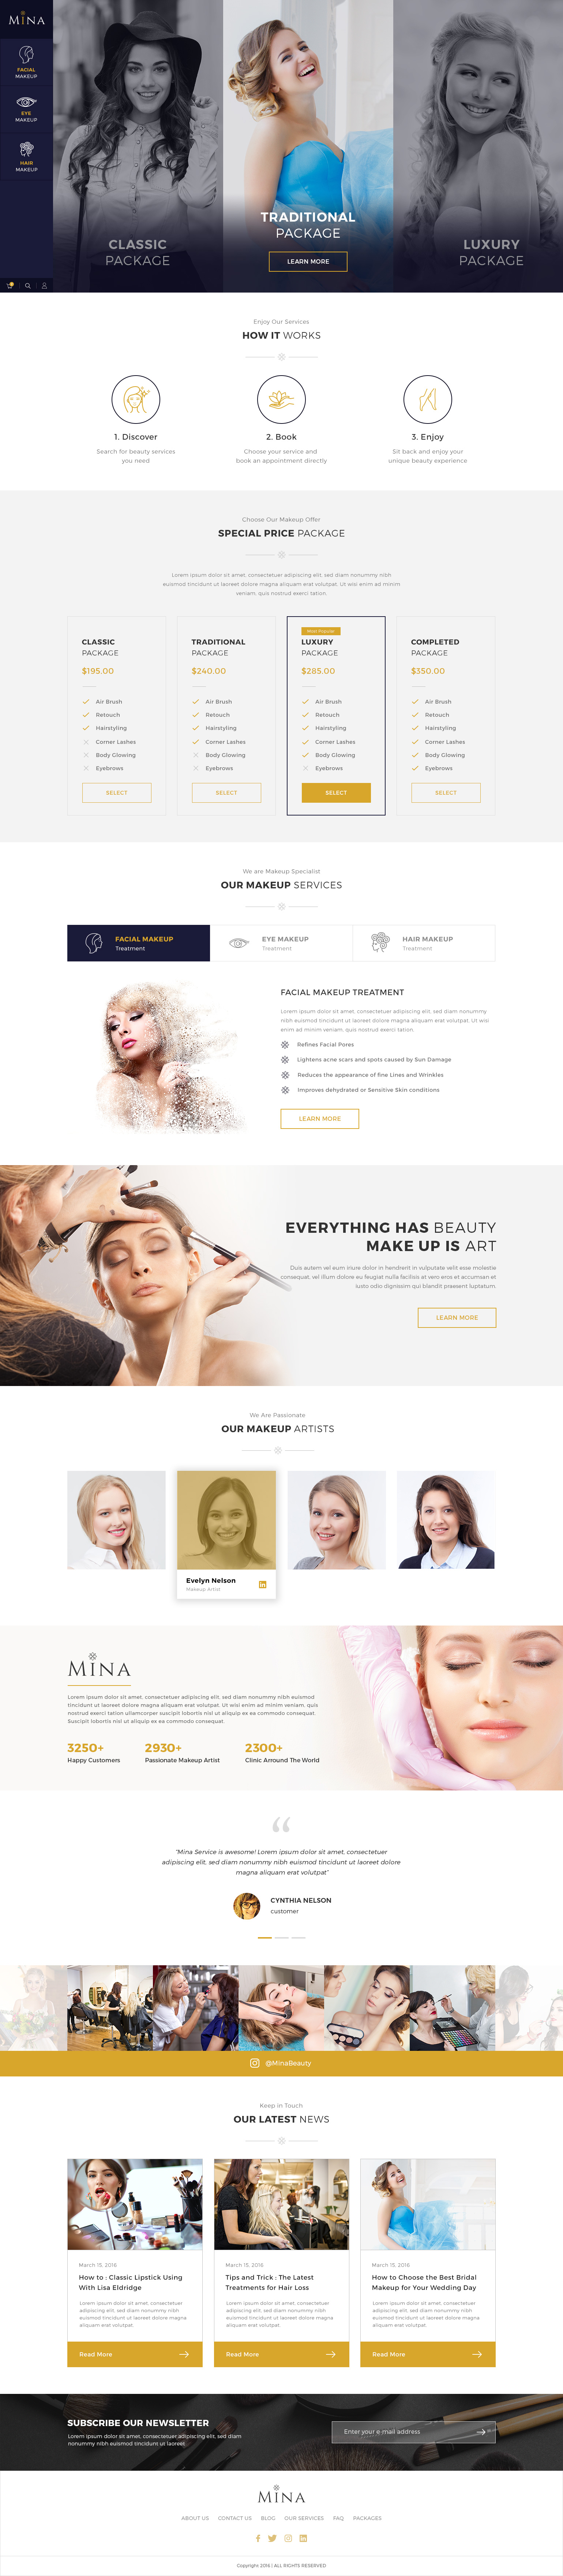 MINA
FACIAL
MAKEUP
EYE
MAKEUP
HAIR
MAKEUP
CLASSIC
PACKAGE
TRADITIONAL
PACKAGE
LEARN MORE
LUXURY
PACKAGE
Enjoy Our Services
HOW IT WORKS
1. Discover
Search for beauty services
you need
2. Book
Choose your service and
book an appointment directly
3. Enjoy
Sit back and enjoy your
unique beauty experience
Choose Our Makeup Offer
SPECIAL PRICE PACKAGE
Lorem ipsum dolor sit amet, consectetuer adipiscing elit, sed diam nonummy nibh
euismod tincidunt ut laoreet dolore magna aliquam erat volutpat. Ut wisi enim ad minim
veniam, quis nostrud exerci tation.
CLASSIC
PACKAGE
$195.00
Air Brush
Retouch
Hairstyling
Corner Lashes
Body Glowing
Eyebrows
SELECT
TRADITIONAL
PACKAGE
$240.00
Air Brush
Retouch
Hairstyling
Corner Lashes
Body Glowing
Eyebrows
SELECT
Most Popular
LUXURY
PACKAGE
$285.00
Air Brush
Retouch
Hairstyling
Corner Lashes
Body Glowing
Eyebrows
SELECT
COMPLETED
PACKAGE
$350.00
Air Brush
Retouch
Hairstyling
Corner Lashes
Body Glowing
Eyebrows
SELECT
We are Makeup Specialist
OUR MAKEUP SERVICES
FACIAL MAKEUP
Treatment
EYE MAKEUP
Treatment
HAIR MAKEUP
Treatment
FACIAL MAKEUP TREATMENT
Lorem ipsum dolor sit amet, consectetuer adipiscing elit, sed diam nonummy
nibh euismod tincidunt ut laoreet dolore magna aliquam erat volutpat. Ut wisi
enim ad minim veniam, quis nostrud exerci tation.
Refines Facial Pores
Lightens acne scars and spots caused by Sun Damage
Reduces the appearance of fine Lines and Wrinkles
Improves dehydrated or Sensitive Skin conditions
LEARN MORE
EVERYTHING HAS BEAUTY
MAKE UP IS ART
Duis autem vel eum iriure dolor in hendrerit in vulputate velit esse molestie
consequat, vel illum dolore eu feugiat nulla facilisis at vero eros et accumsan et
iusto odio dignissim qui blandit praesent luptatum.
LEARN MORE
We Are Passionate
OUR MAKEUP ARTISTS
Evelyn Nelson
Makeup Artist
MINA
Lorem ipsum dolor sit amet, consectetuer adipiscing elit, sed diam nonummy nibh euismod
tincidunt ut laoreet dolore magna aliquam erat volutpat. Ut wisi enim ad minim veniam, quis
nostrud exerci tation ullamcorper suscipit lobortis nisl ut aliquip ex ea commodo consequat.
Suscipit lobortis nisl ut aliquip ex ea commodo consequat.
3250+
Happy Customers
2930+
Passionate Makeup Artist
2300+
Clinic Arround The World
“
"Mina Service is awesome! Lorem ipsum dolor sit amet, consectetuer
adipiscing elit, sed diam nonummy nibh euismod tincidunt ut laoreet dolore
magna aliquam erat volutpat"
CYNTHIA NELSON
customer
@MinaBeauty
Keep in Touch
OUR LATEST NEWS
March 15, 2016
How to : Classic Lipstick Using
With Lisa Eldridge
Lorem ipsum dolor sit amet, consectetuer
adipiscing elit, sed diam nonummy nibh
euismod tincidunt ut laoreet dolore magna
aliquam erat volutpat.
Read More
March 15, 2016
Tips and Trick : The Latest
Treatments for Hair Loss
Lorem ipsum dolor sit amet, consectetuer
adipiscing elit, sed diam nonummy nibh
euismod tincidunt ut laoreet dolore magna
aliquam erat volutpat.
Read More
March 15, 2016
How to Choose the Best Bridal
Makeup for Your Wedding Day
Lorem ipsum dolor sit amet, consectetuer
adipiscing elit, sed diam nonummy nibh
euismod tincidunt ut laoreet dolore magna
aliquam erat volutpat.
Read More
SUBSCRIBE OUR NEWSLETTER
Lorem ipsum dolor sit amet, consectetuer adipiscing elit, sed diam
nonummy nibh euismod tincidunt ut laoreet
Enter your e-mail address
MINA
ABOUT US CONTACT US BLOG OUR SERVICES FAQ PACKAGES
Copyright 2016 | ALL RIGHTS RESERVED